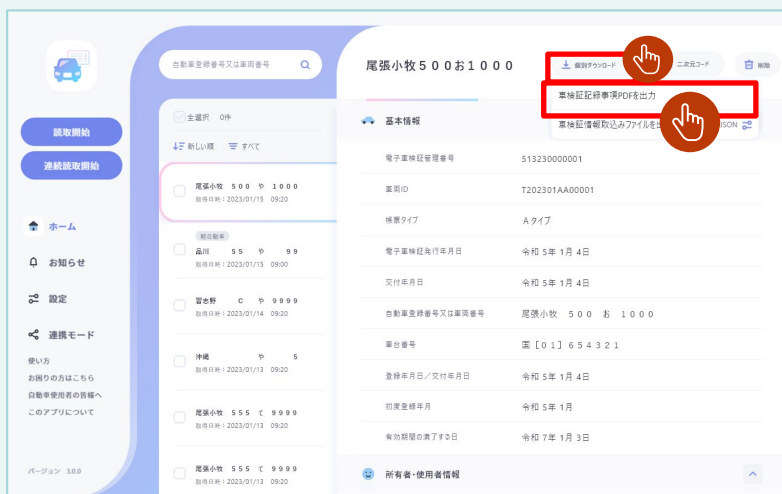 読取開始
連続読取開始
ホーム
お知らせ
設定
連携モード
使い方
お困りの方はこちら
自動車使用者の皆様へ
このアプリについて
バージョン 3.0.0
自動車登録番号又は車両番号
全選択 0件
新しい順 すべて
尾張小牧 500 や 1000
取得日時：2023/01/15 09:20
軽自動車
品川 55 や 99
取得日時：2023/01/15 09:00
習志野 C や 9999
取得日時：2023/01/14 09:20
沖縄 や 5
取得日時：2023/01/13 09:20
尾張小牧 555 て 9999
取得日時：2023/01/13 09:20
尾張小牧 555 て 9999
取得日時：2023/01/13 09:20
尾張小牧５００お１０００
個別ダウンロード
二次元コード
削除
車検証記録事項PDFを出力
車検証情報取込みファイルを
基本情報
電子車検証管理番号 513230000001
車両ID T202301AA00001
帳票タイプ Aタイプ
電子車検証発行年月日 令和 5年 1月 4日
交付年月日 令和 5年 1月 4日
自動車登録番号又は車両番号 尾張小牧 ５００ お １０００
車台番号 国［０１］６５４３２１
登録年月日／交付年月日 令和 5年 1月 4日
初度登録年月 令和 5年 1月
有効期間の満了する日 令和 7年 1月 3日
所有者・使用者情報